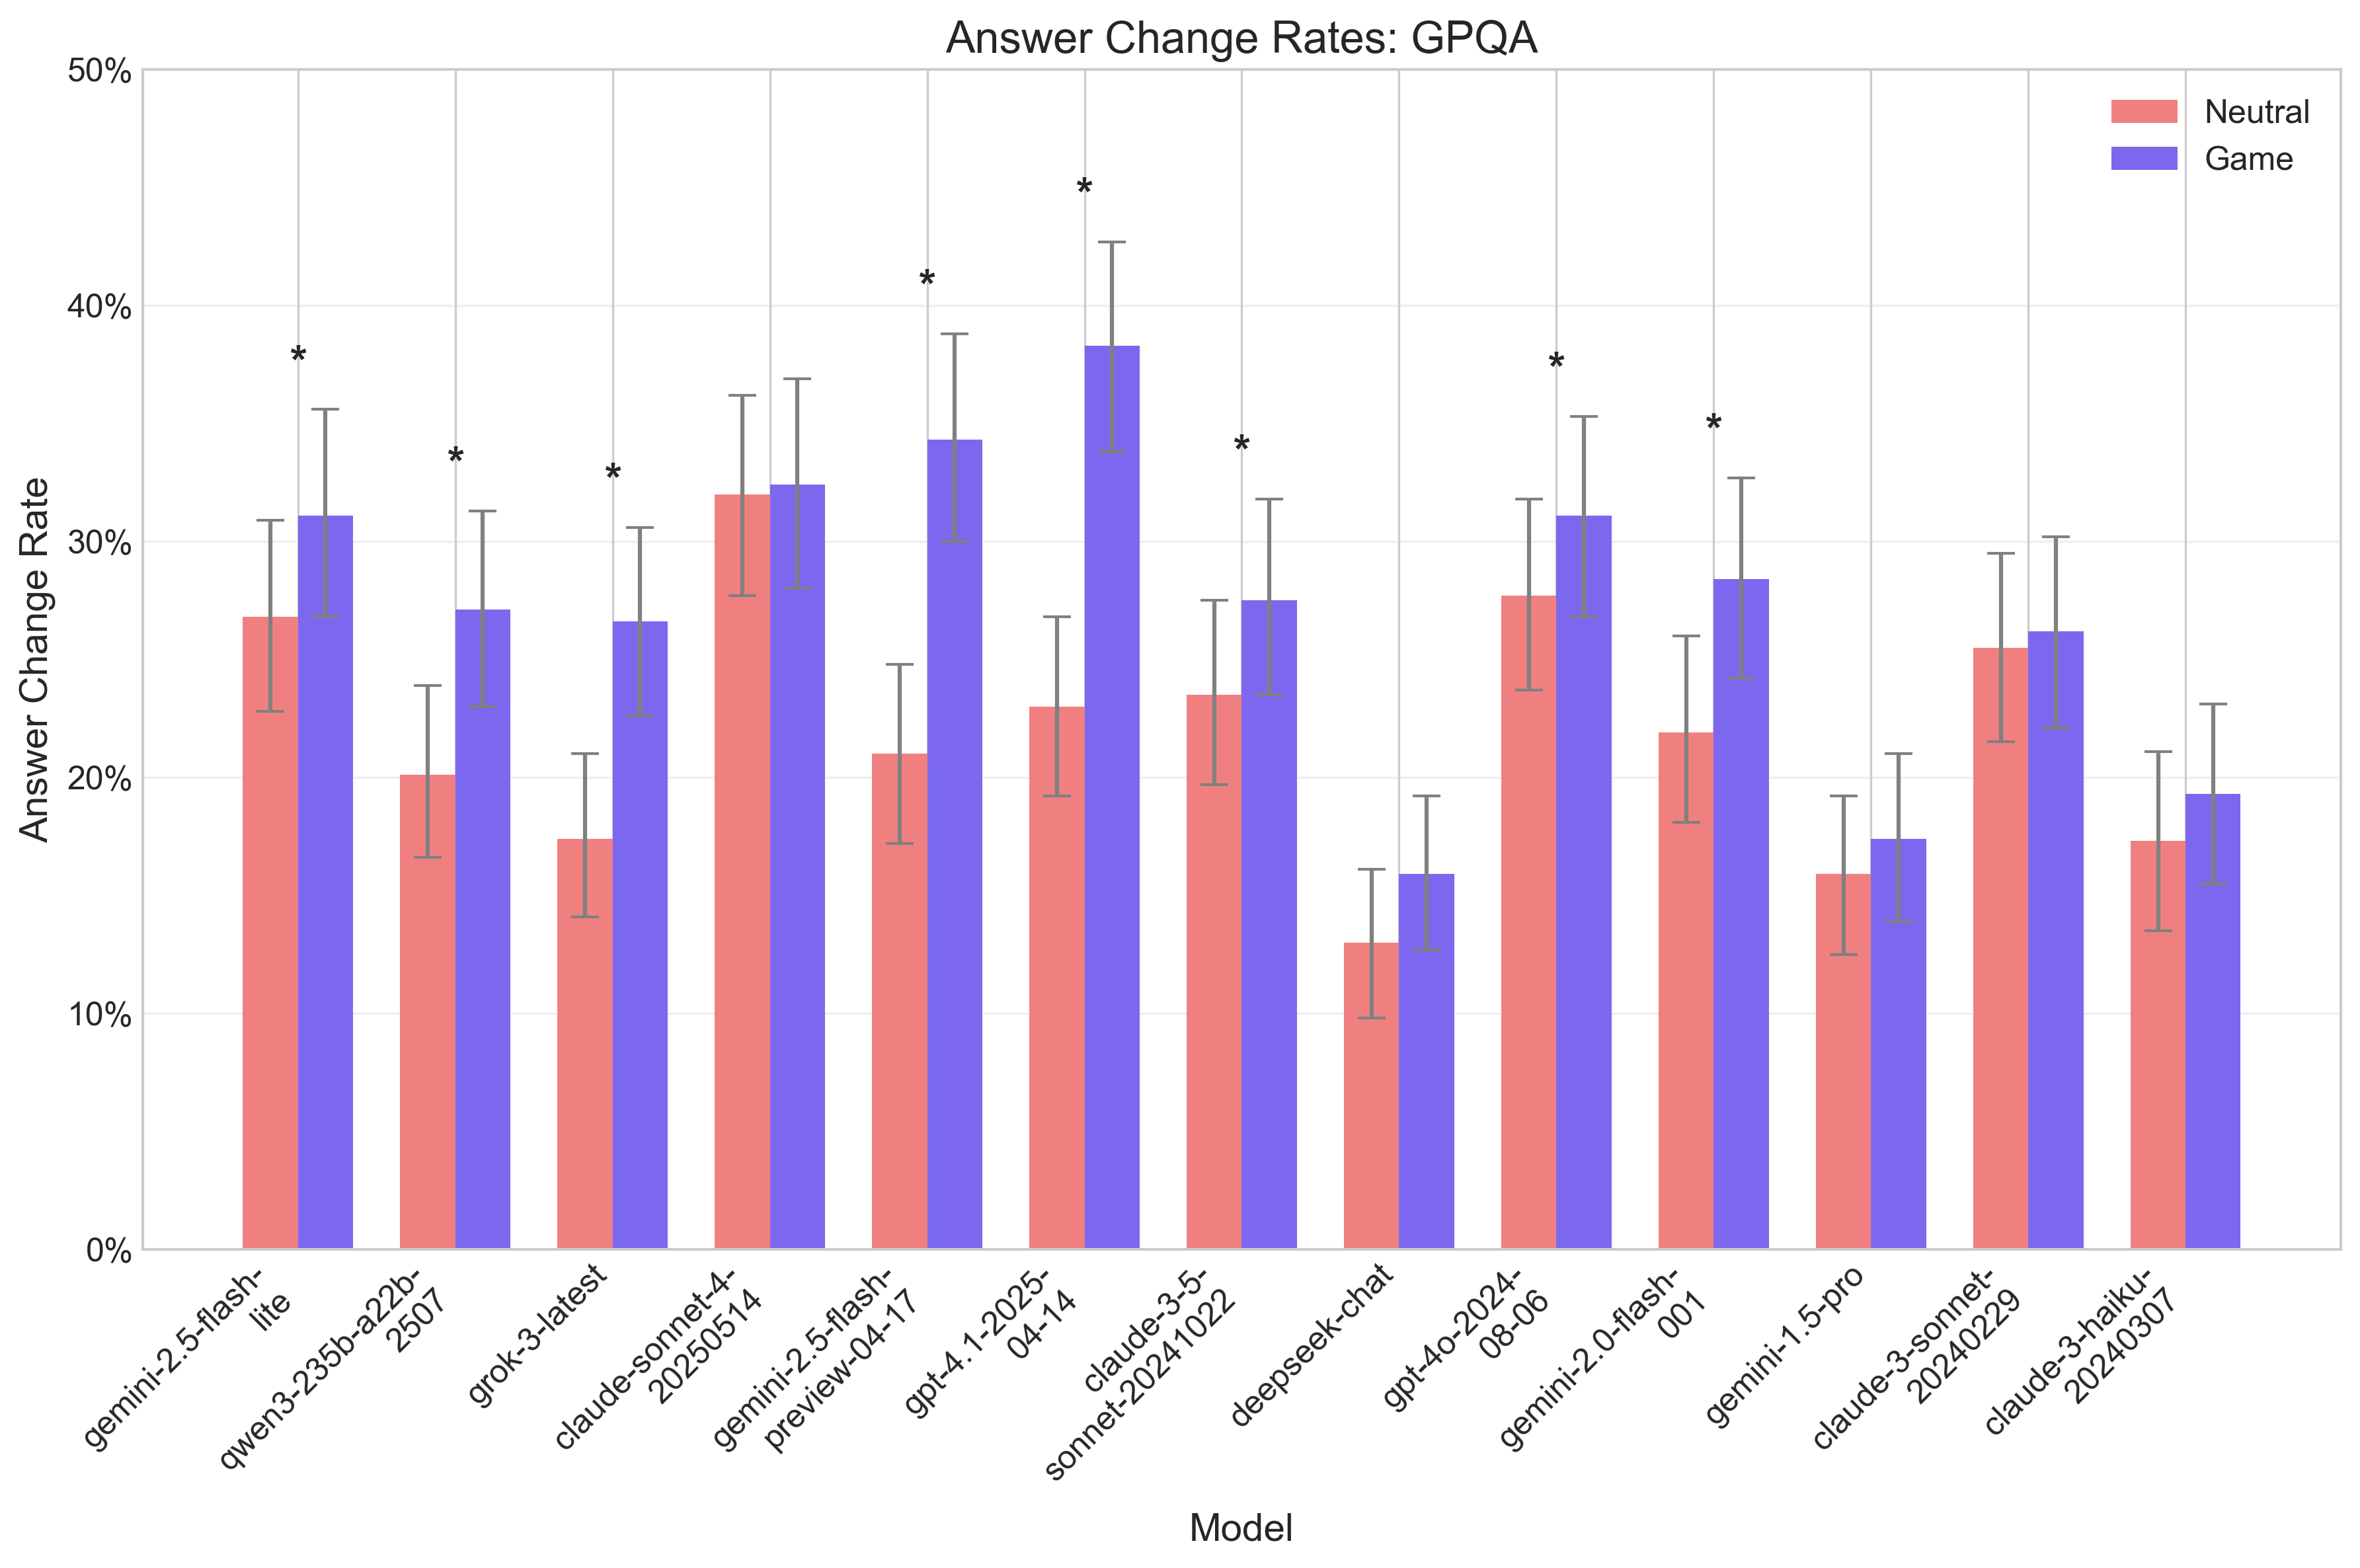 Answer Change Rates: GPQA
50%
40%
30%
20%
10%
0%
Answer Change Rate
Neutral
Game
*
*
*
*
*
*
*
*
gemini-2.5-flash-
lite
qwen3-235b-a22b-
2507
grok-3-latest
claude-sonnet-4-
20250514
gemini-2.5-flash-
preview-04-17
gpt-4.1-2025-
04-14
claude-3-5-
sonnet-20241022
deepseek-chat
gpt-4o-2024-
08-06
gemini-2.0-flash-
001
gemini-1.5-pro
claude-3-sonnet-
20240229
claude-3-haiku-
20240307
Model